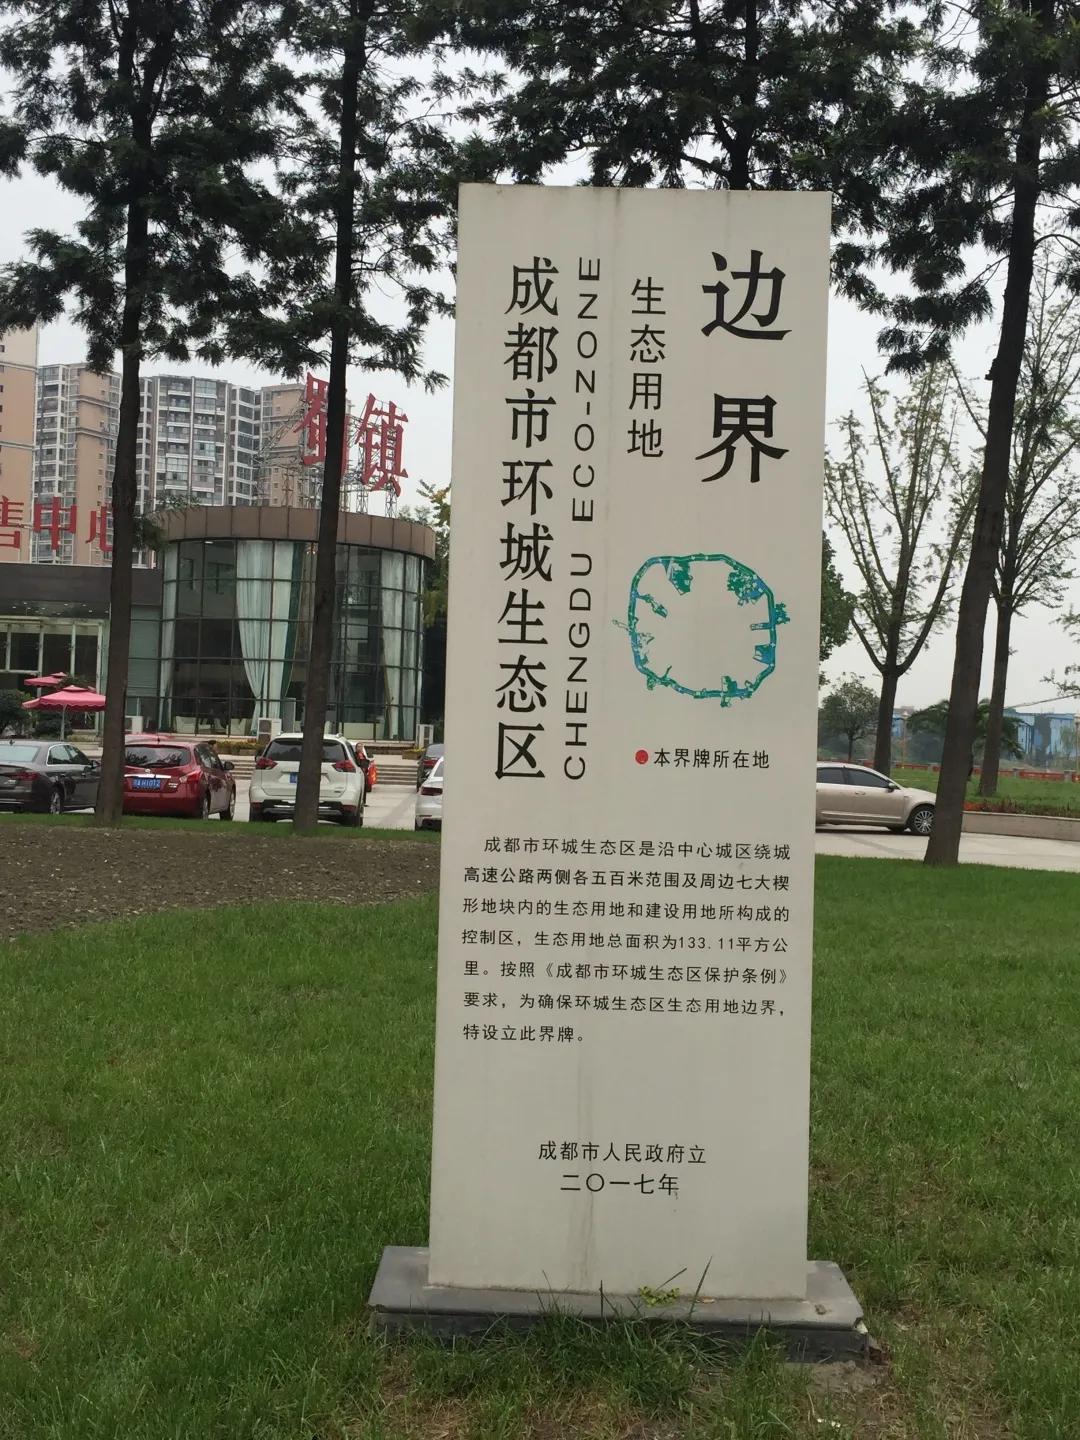 边界
生态用地
CHENGDU ECO-ZONE
成都市环城生态区
本界牌所在地
成都市环城生态区是沿中心城区绕城
高速公路两侧各五百米范围及周边七大楔
形地块内的生态用地和建设用地所构成的
控制区，生态用地总面积为133.11平方公
里。按照《成都市环城生态区保护条例》
要求，为确保环城生态区生态用地边界，
特设立此界牌。
成都市人民政府立
二〇一七年
蜀镇
售中心